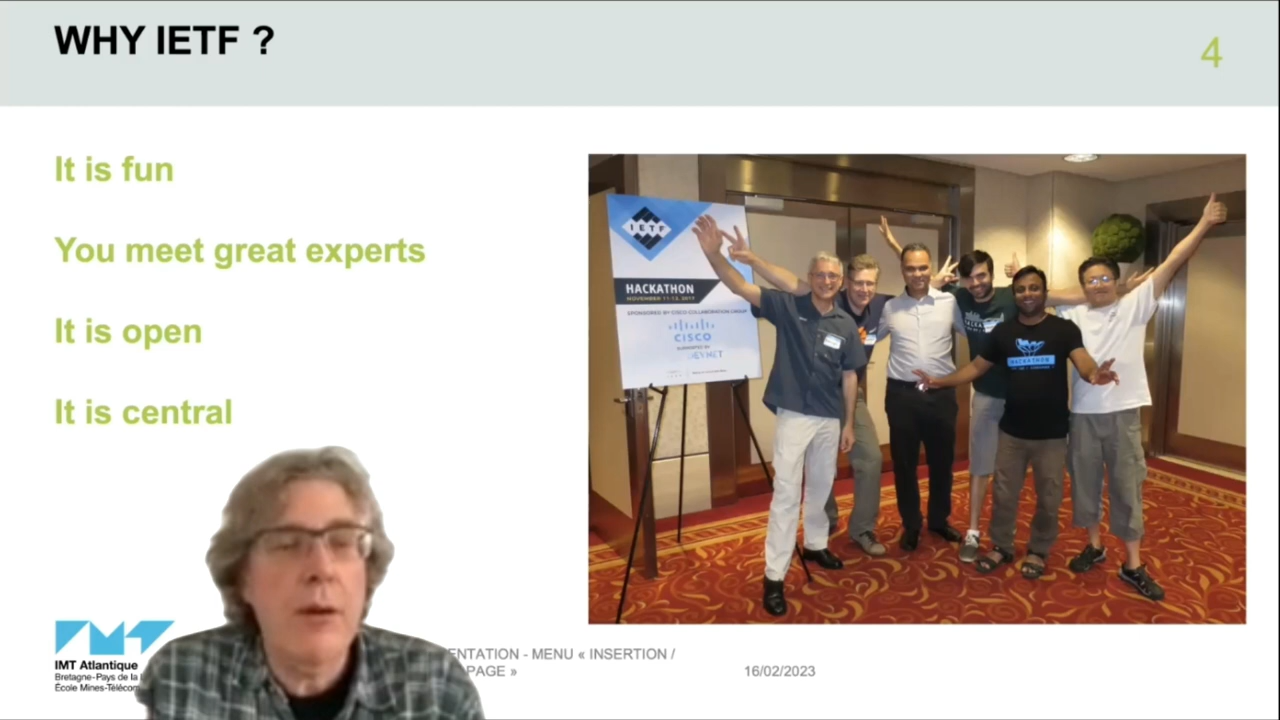 WHY IETF ?
4
It is fun
You meet great experts
It is open
It is central
IETF
HACKATHON
NOVEMBER 11-12, 2017
SPONSORED BY CISCO COLLABORATION GROUP
CISCO
HACKATHON
IMT Atlantique
Bretagne-Pays de la
École Mines-Télécom
ENTATION - MENU « INSERTION /
PAGE »
16/02/2023